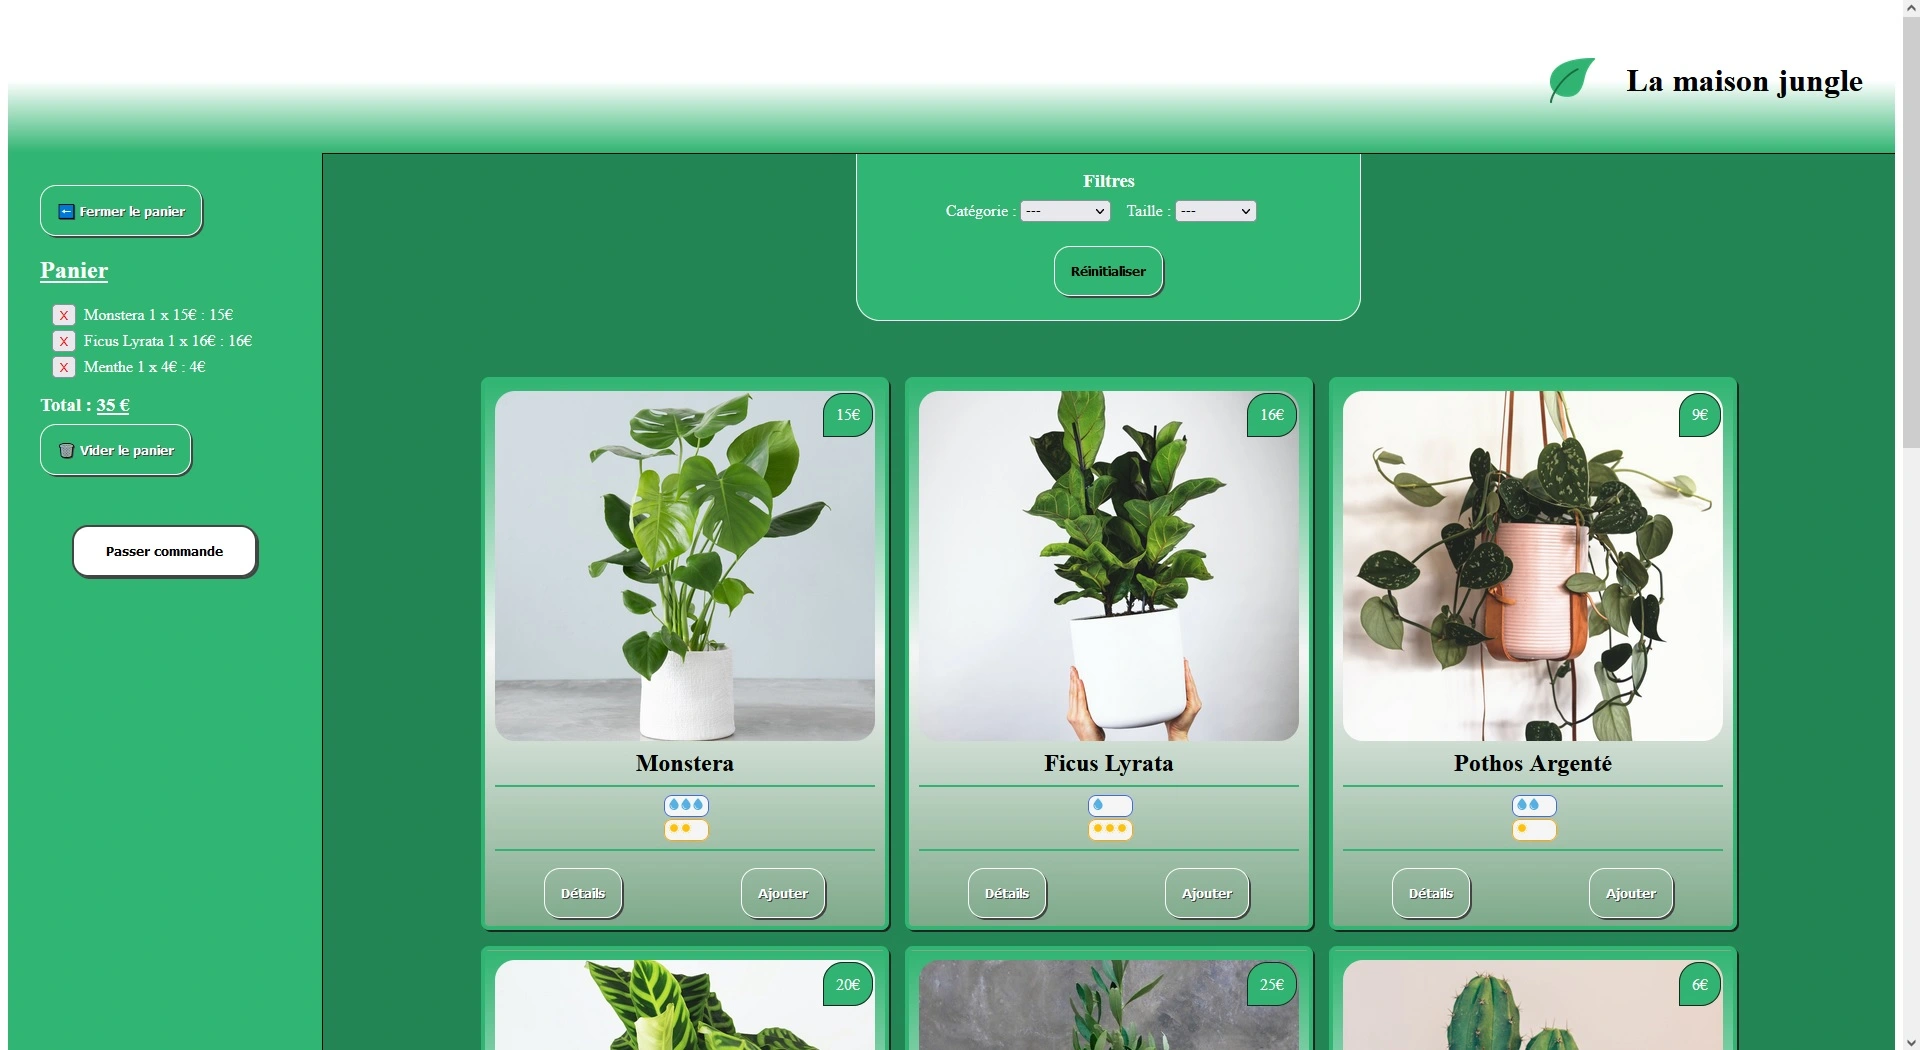 La maison jungle
Fermer le panier
Panier
X Monstera 1 x 15€ : 15€
X Ficus Lyrata 1 x 16€ : 16€
X Menthe 1 x 4€ : 4€
Total : 35 €
Vider le panier
Passer commande
Filtres
Catégorie : --- Taille : ---
Réinitialiser
15€
Monstera
Détails Ajouter
16€
Ficus Lyrata
Détails Ajouter
9€
Pothos Argenté
Détails Ajouter
20€
25€
6€